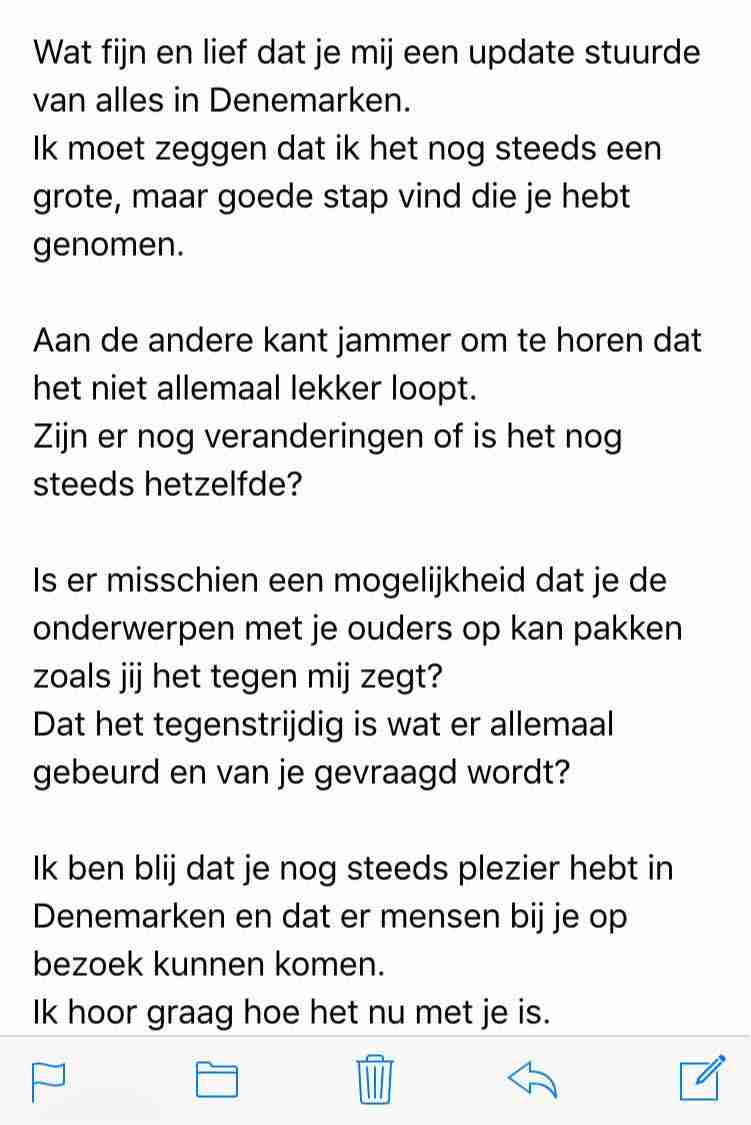 Wat fijn en lief dat je mij een update stuurde
van alles in Denemarken.
Ik moet zeggen dat ik het nog steeds een
grote, maar goede stap vind die je hebt
genomen.
Aan de andere kant jammer om te horen dat
het niet allemaal lekker loopt.
Zijn er nog veranderingen of is het nog
steeds hetzelfde?
Is er misschien een mogelijkheid dat je de
onderwerpen met je ouders op kan pakken
zoals jij het tegen mij zegt?
Dat het tegenstrijdig is wat er allemaal
gebeurd en van je gevraagd wordt?
Ik ben blij dat je nog steeds plezier hebt in
Denemarken en dat er mensen bij je op
bezoek kunnen komen.
Ik hoor graag hoe het nu met je is.